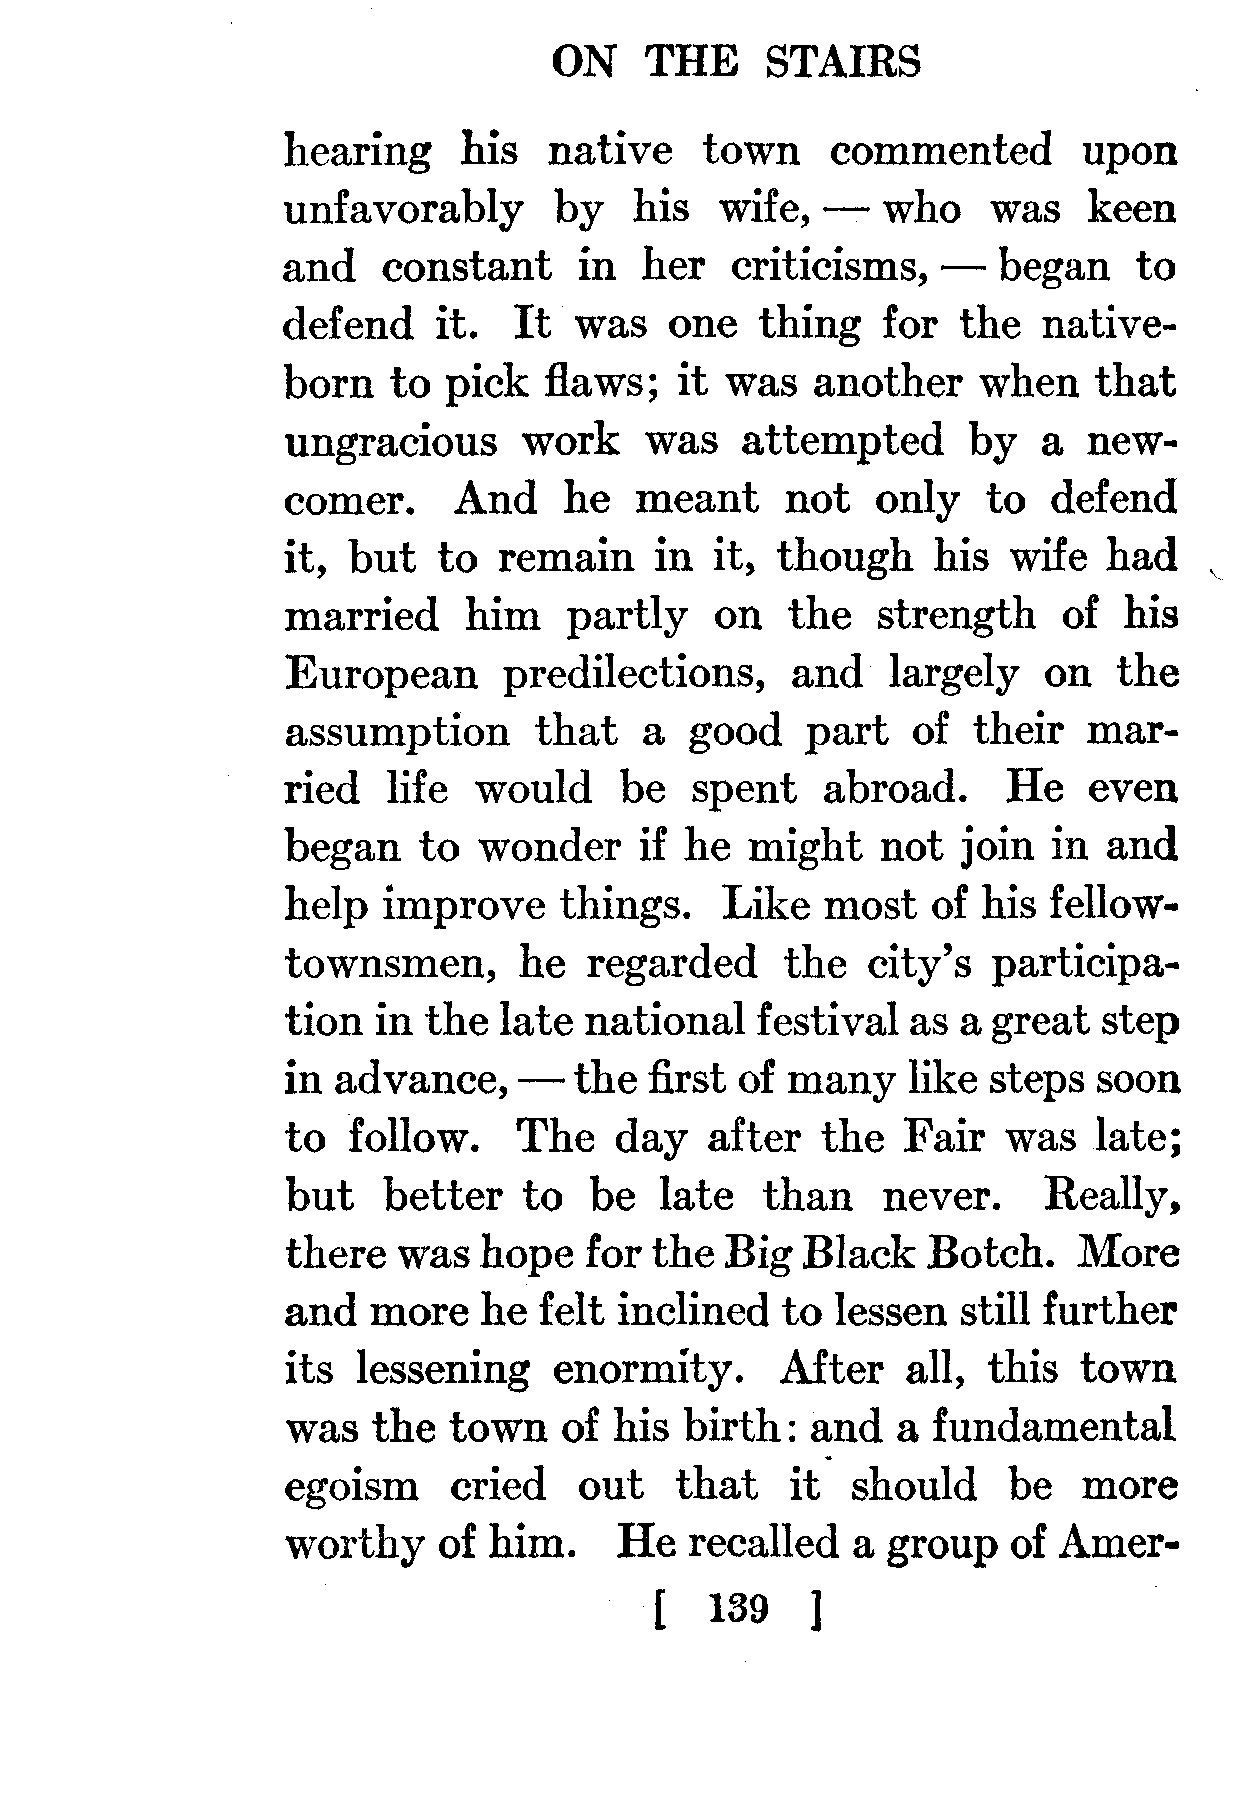 ON THE STAIRS
hearing his native town commented upon
unfavorably by his wife, — who was keen
and constant in her criticisms, — began to
defend it. It was one thing for the native-
born to pick flaws; it was another when that
ungracious work was attempted by a new-
comer. And he meant not only to defend
it, but to remain in it, though his wife had
married him partly on the strength of his
European predilections, and largely on the
assumption that a good part of their mar-
ried life would be spent abroad. He even
began to wonder if he might not join in and
help improve things. Like most of his fellow-
townsmen, he regarded the city's participa-
tion in the late national festival as a great step
in advance, — the first of many like steps soon
to follow. The day after the Fair was late;
but better to be late than never. Really,
there was hope for the Big Black Botch. More
and more he felt inclined to lessen still further
its lessening enormity. After all, this town
was the town of his birth: and a fundamental
egoism cried out that it should be more
worthy of him. He recalled a group of Amer-
[ 139 ]